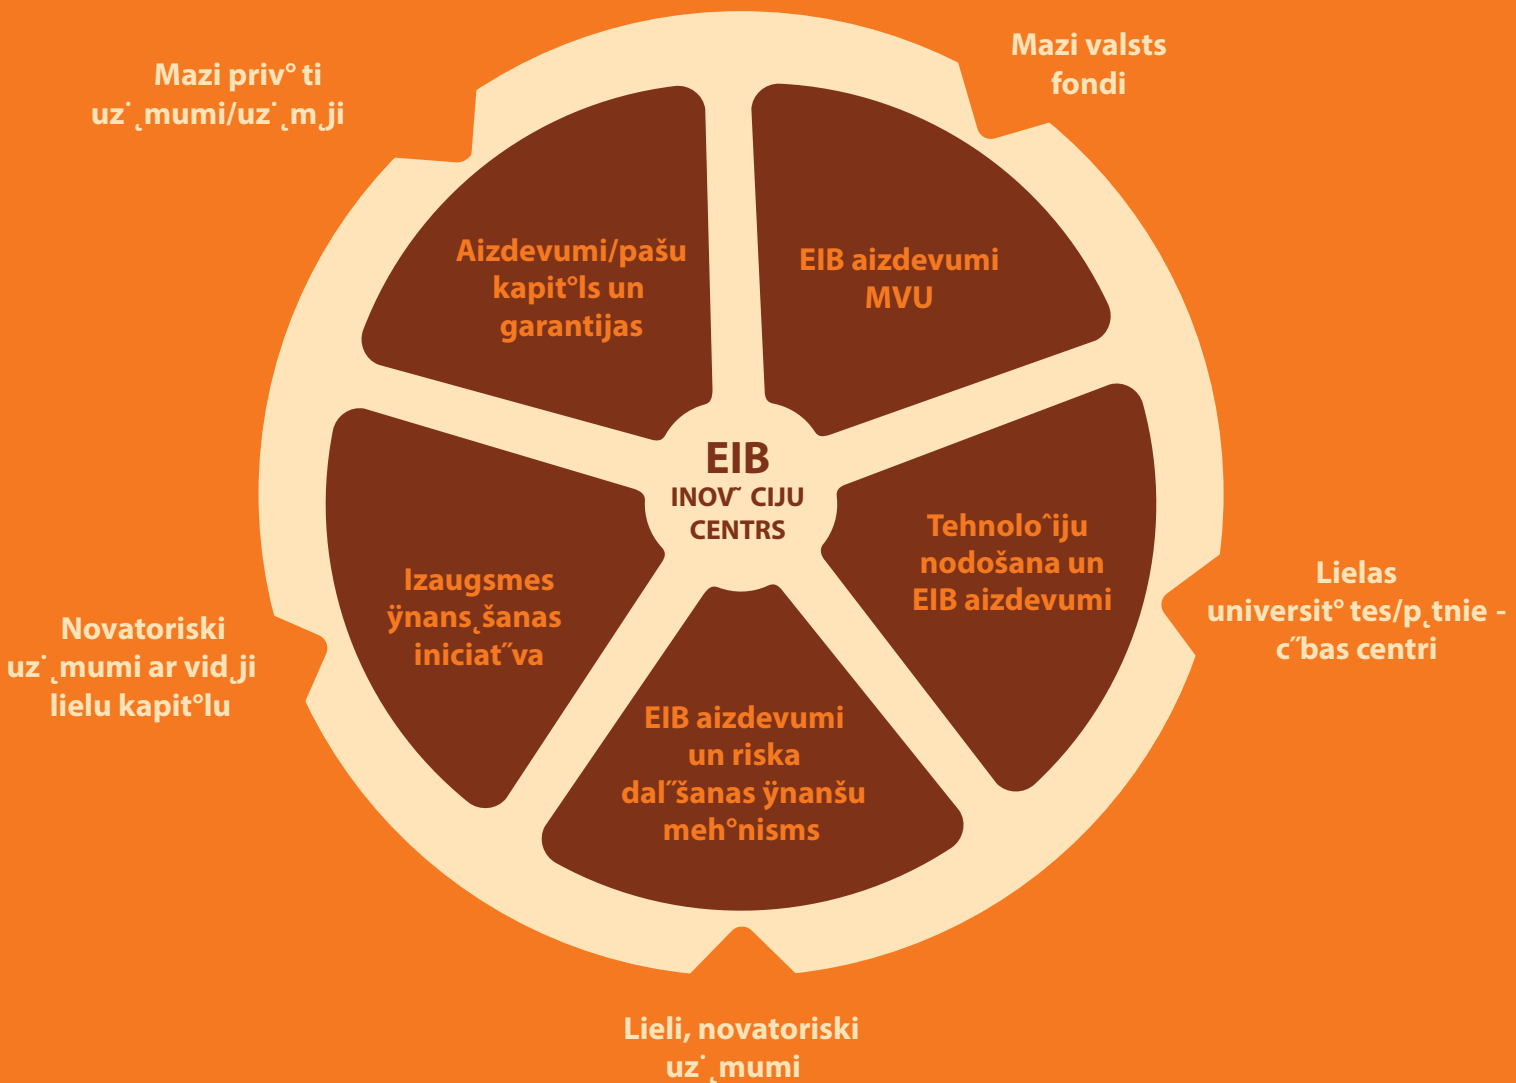 Mazi priv° ti
uz˙˛mumi/uz˙˛m˛ji
Mazi valsts
fondi
Aizdevumi/pašu
kapit°ls un
garantijas
EIB aizdevumi
MVU
EIB
INOV˜ CIJU
CENTRS
Tehnoloˆiju
nodošana un
EIB aizdevumi
Izaugsmes
ÿnans˛šanas
iniciat˝va
EIB aizdevumi
un riska
dal˝šanas ÿnanšu
meh°nisms
Lielas
universit° tes/p˛tnie -
c˝bas centri
Novatoriski
uz˙˛mumi ar vid˛ji
lielu kapit°lu
Lieli, novatoriski
uz˙˛mumi